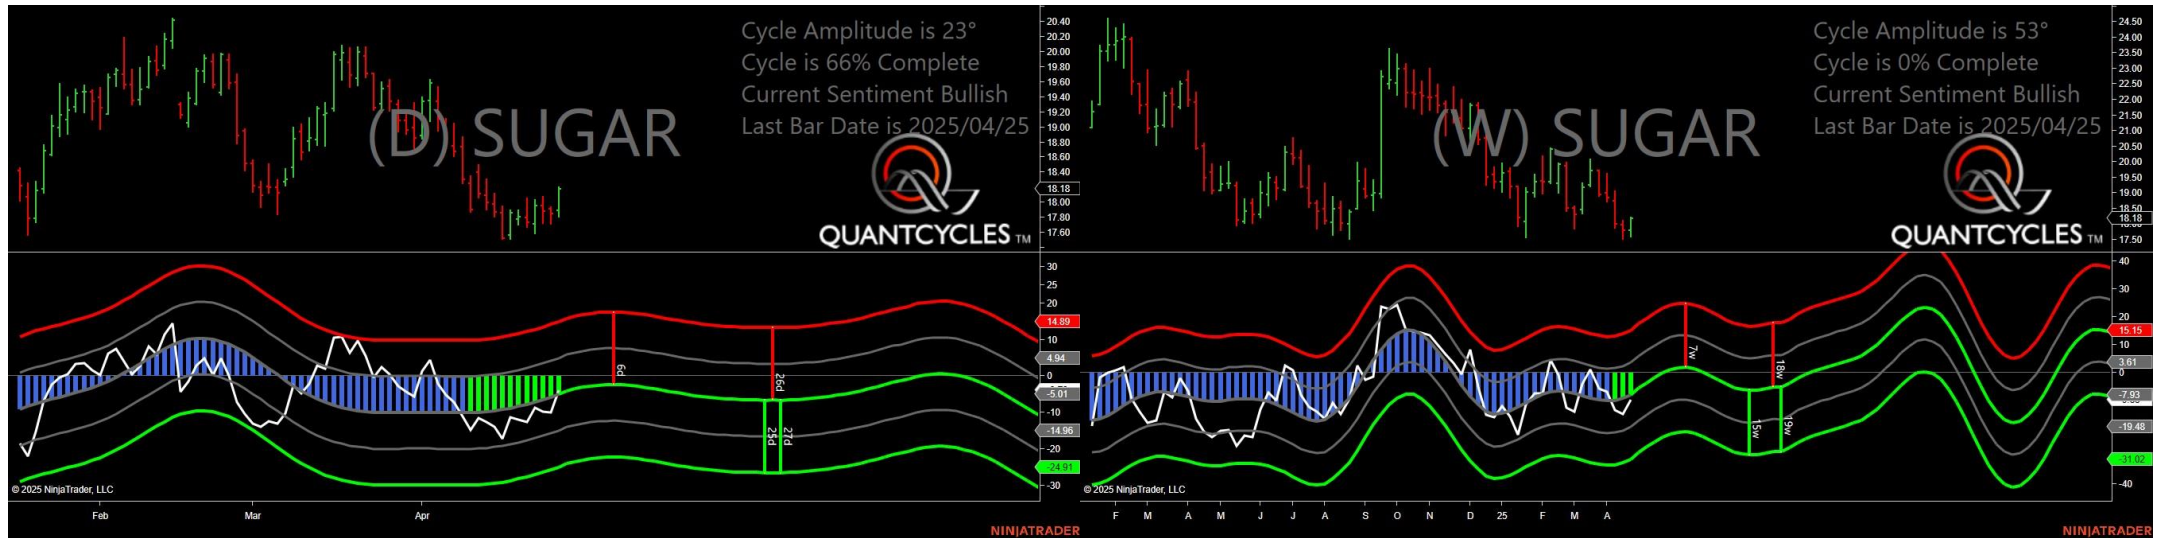 Cycle Amplitude is 23°
Cycle is 66% Complete
Current Sentiment Bullish
Last Bar Date is 2025/04/25
(D) SUGAR
QUANTCYCLES TM
20.40
20.20
20.00
19.80
19.60
19.40
19.20
19.00
18.80
18.60
18.40
18.18
18.00
17.80
17.60
30
25
20
14.89
10
4.94
0
-5.01
-10
-14.96
-20
-24.91
-30
6d
26d
25d
27d
© 2025 NinjaTrader, LLC
Feb Mar Apr
NINJATRADER
Cycle Amplitude is 53°
Cycle is 0% Complete
Current Sentiment Bullish
Last Bar Date is 2025/04/25
(W) SUGAR
QUANTCYCLES TM
24.50
24.00
23.50
23.00
22.50
22.00
21.50
21.00
20.50
20.00
19.50
19.00
18.50
18.18
17.50
40
30
20
15.15
10
3.61
0
-7.93
-19.48
-31.02
-40
7w
18w
15w
19w
© 2025 NinjaTrader, LLC
F M A M J J A S O N D 25 F M A
NINJATRADER